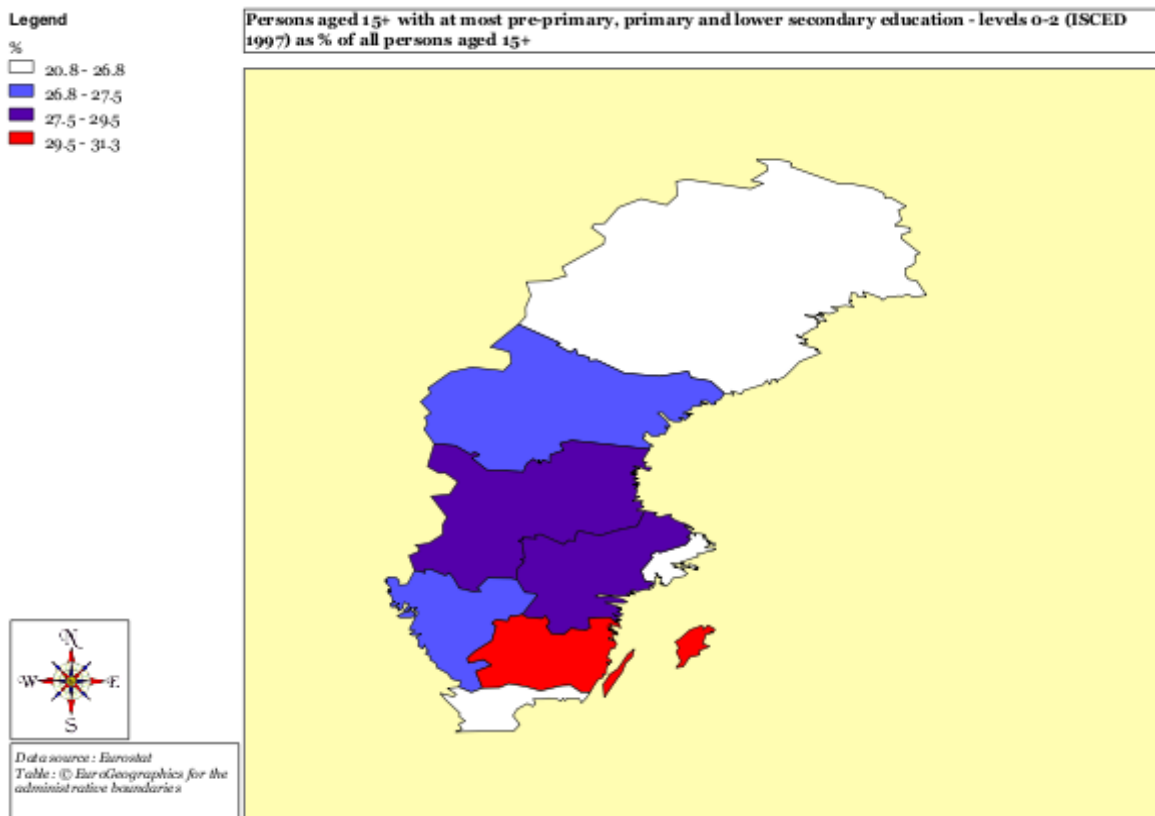 Legend
%
20.8 - 26.8
26.8 - 27.5
27.5 - 29.5
29.5 - 31.3
Persons aged 15+ with at most pre-primary, primary and lower secondary education - levels 0-2 (ISCED
1997) as % of all persons aged 15+
N
W E
S
Data source : Eurostat
Table : © EuroGeographics for the
administrative boundaries